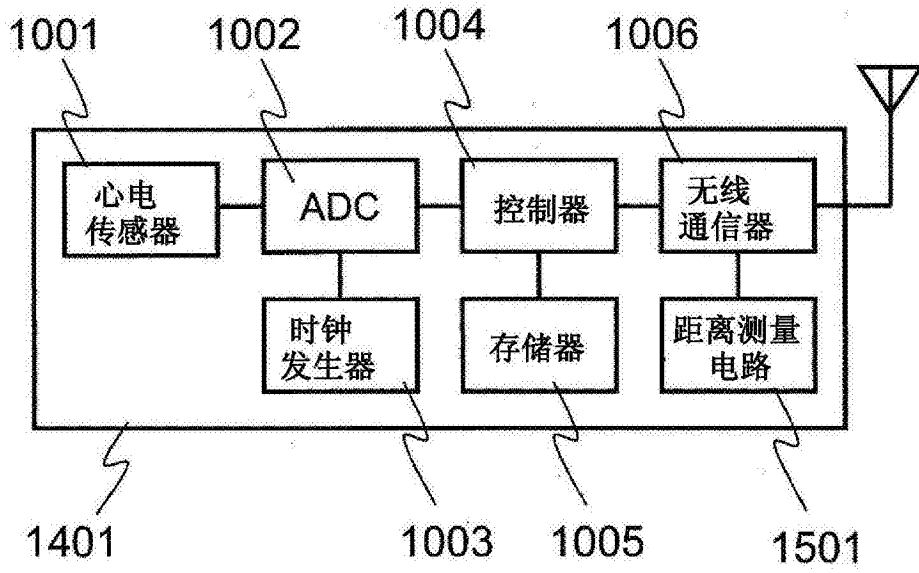 1001
1002
1004
1006
心电
传感器
ADC
控制器
无线
通信器
时钟
发生器
存储器
距离测量
电路
1401
1003
1005
1501